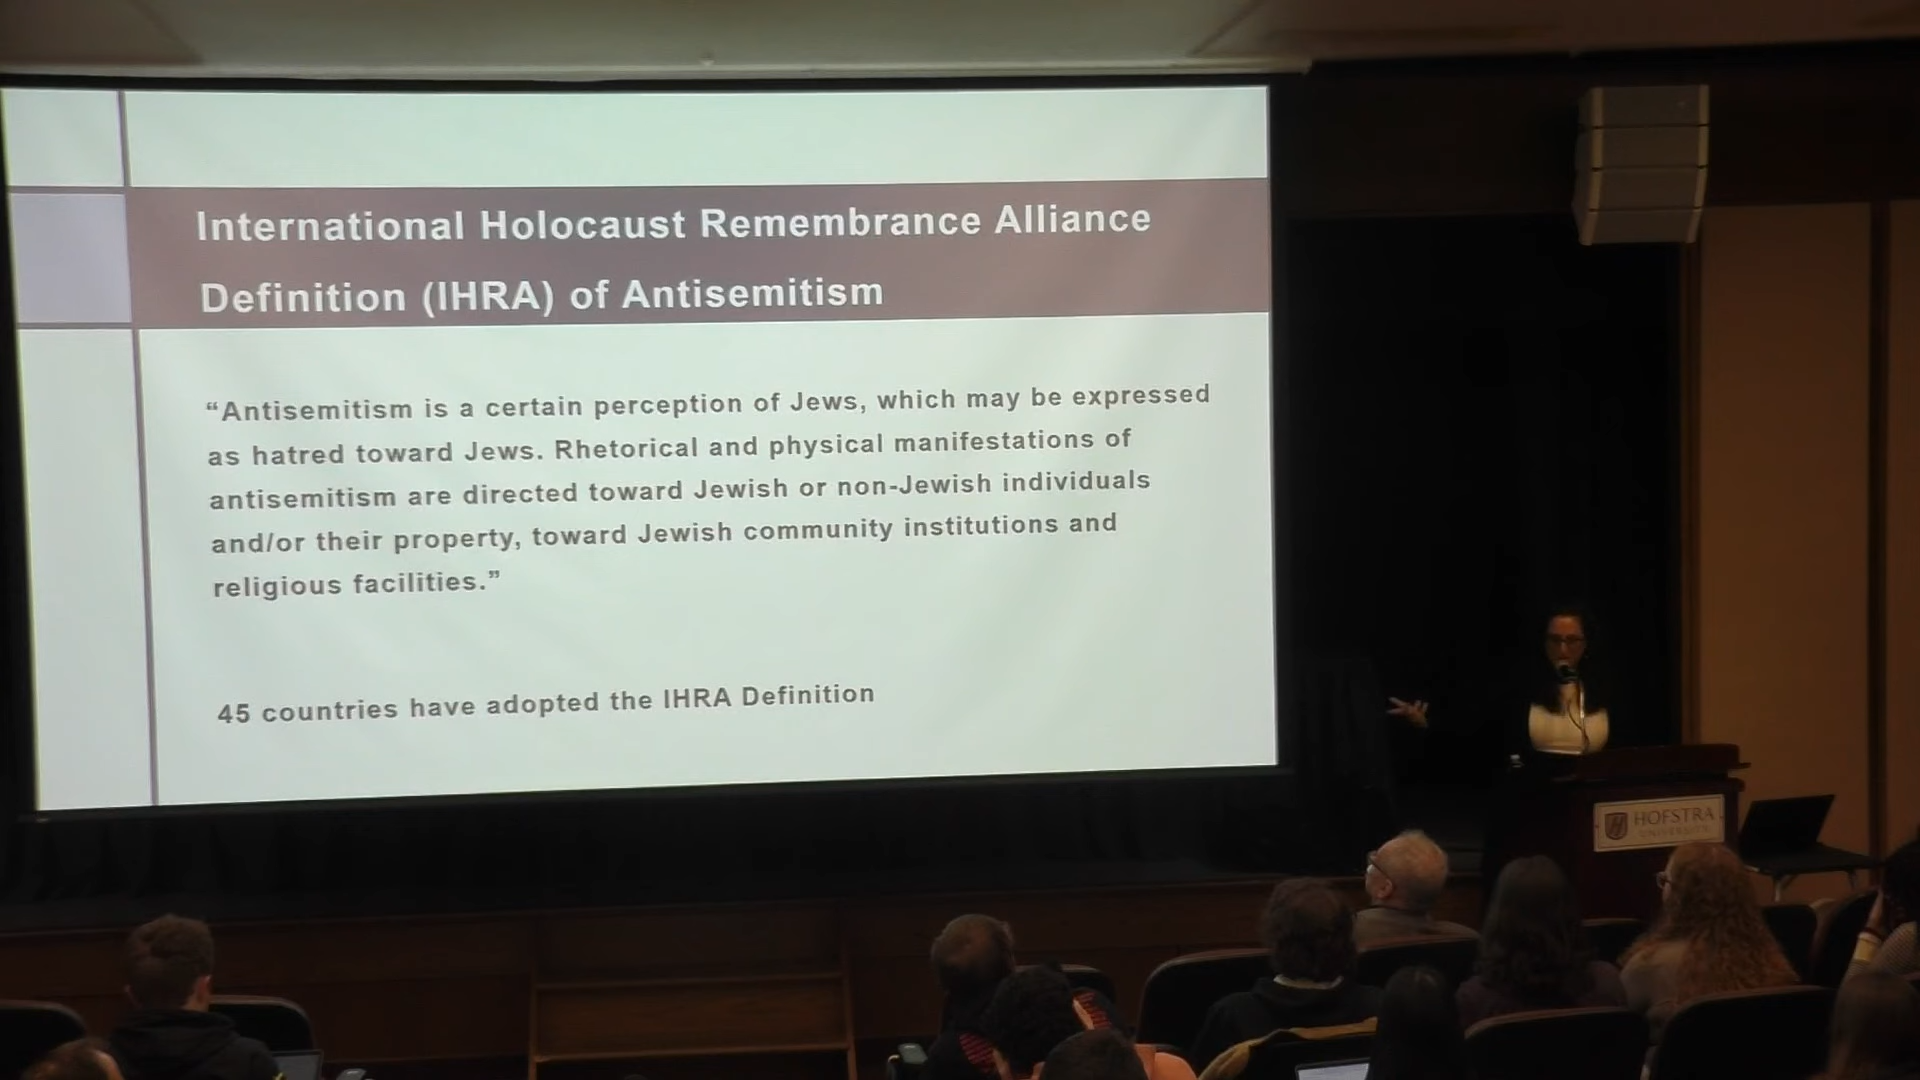 International Holocaust Remembrance Alliance
Definition (IHRA) of Antisemitism
“Antisemitism is a certain perception of Jews, which may be expressed
as hatred toward Jews. Rhetorical and physical manifestations of
antisemitism are directed toward Jewish or non-Jewish individuals
and/or their property, toward Jewish community institutions and
religious facilities.”
45 countries have adopted the IHRA Definition
HOFSTRA
UNIVERSITY